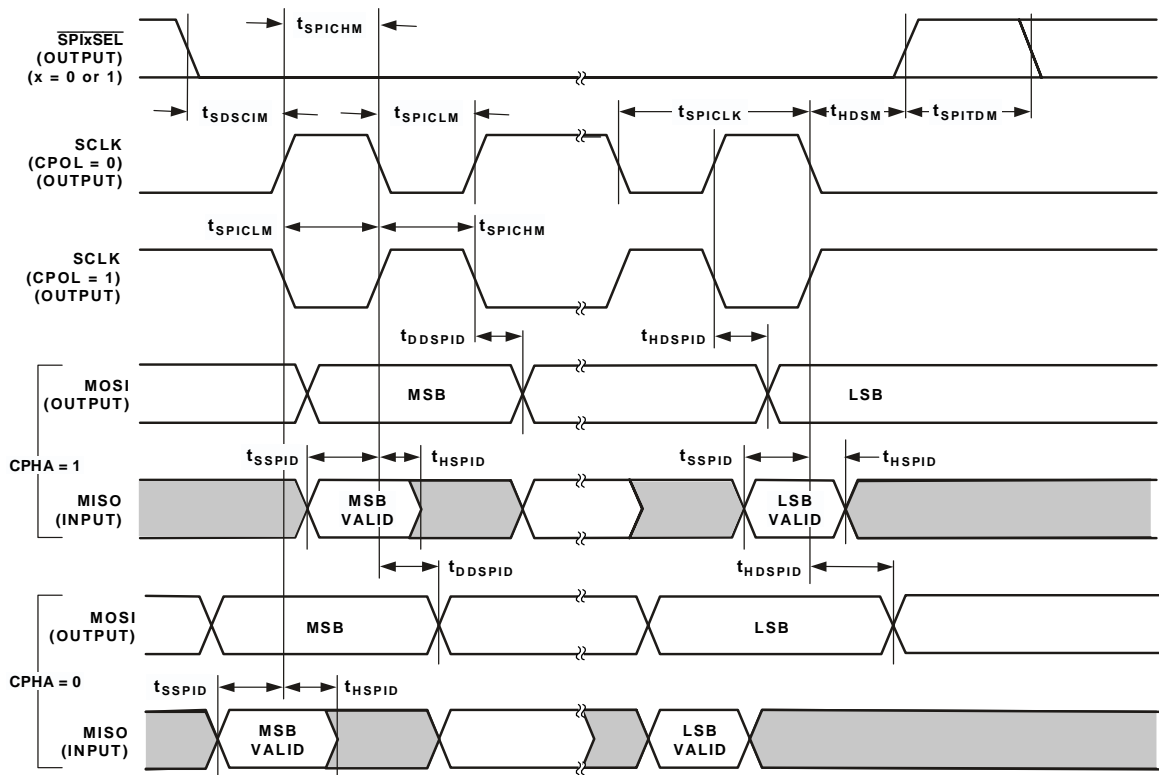 tSPICHM
SPIxSEL
(OUTPUT)
(x = 0 or 1)
tSDSCIM
tSPICLM
tSPICLK
tHDSM
tSPITDM
SCLK
(CPOL = 0)
(OUTPUT)
tSPICLM
tSPICHM
SCLK
(CPOL = 1)
(OUTPUT)
tDDSPID
tHDSPID
MOSI
(OUTPUT)
MSB
LSB
CPHA = 1
tSSPID
tHSPID
tSSPID
tHSPID
MISO
(INPUT)
MSB
VALID
LSB
VALID
tDDSPID
tHDSPID
MOSI
(OUTPUT)
MSB
LSB
CPHA = 0
tSSPID
tHSPID
MISO
(INPUT)
MSB
VALID
LSB
VALID